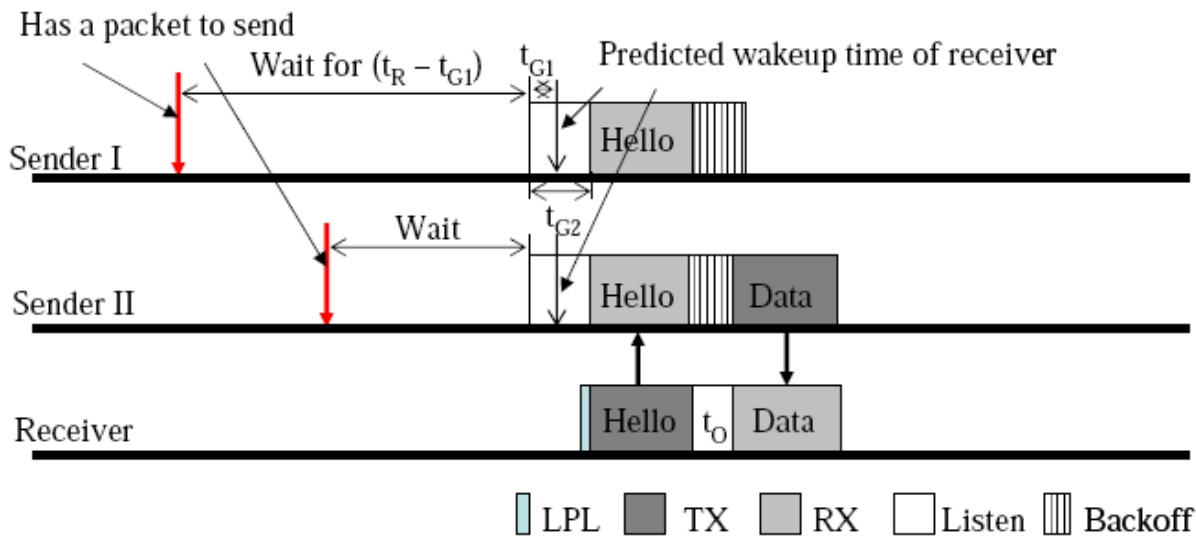 Has a packet to send
Wait for (tR – tG1)
tG1
Predicted wakeup time of receiver
Hello
Sender I
tG2
Wait
Hello
Data
Sender II
Hello
tO
Data
Receiver
LPL
TX
RX
Listen
Backoff